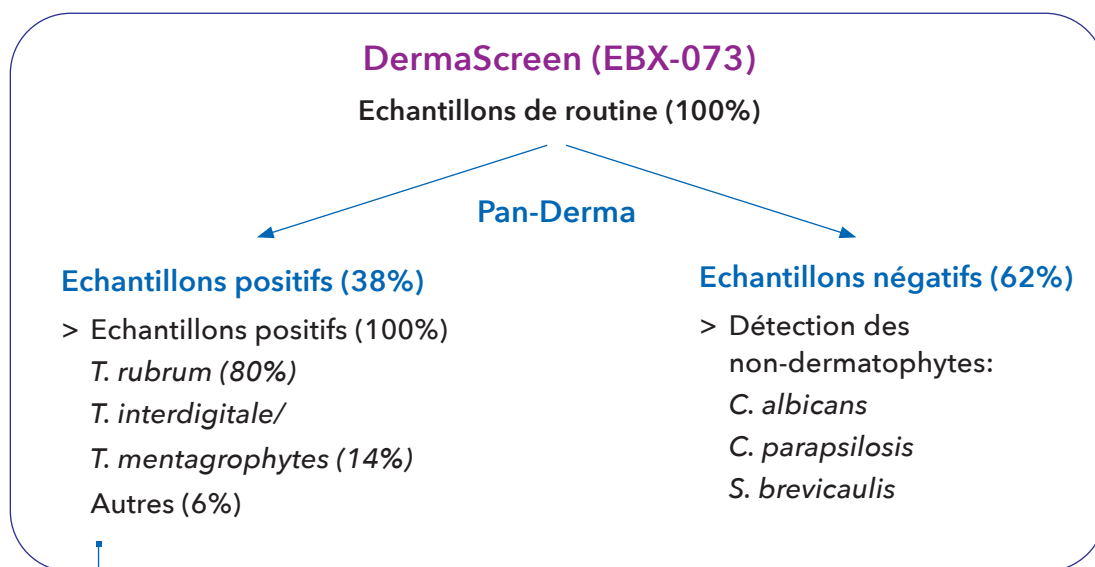 DermaScreen (EBX-073)
Echantillons de routine (100%)
Pan-Derma
Echantillons positifs (38%)
> Echantillons positifs (100%)
T. rubrum (80%)
T. interdigitale/
T. mentagrophytes (14%)
Autres (6%)
Echantillons négatifs (62%)
> Détection des
non-dermatophytes:
C. albicans
C. parapsilosis
S. brevicaulis